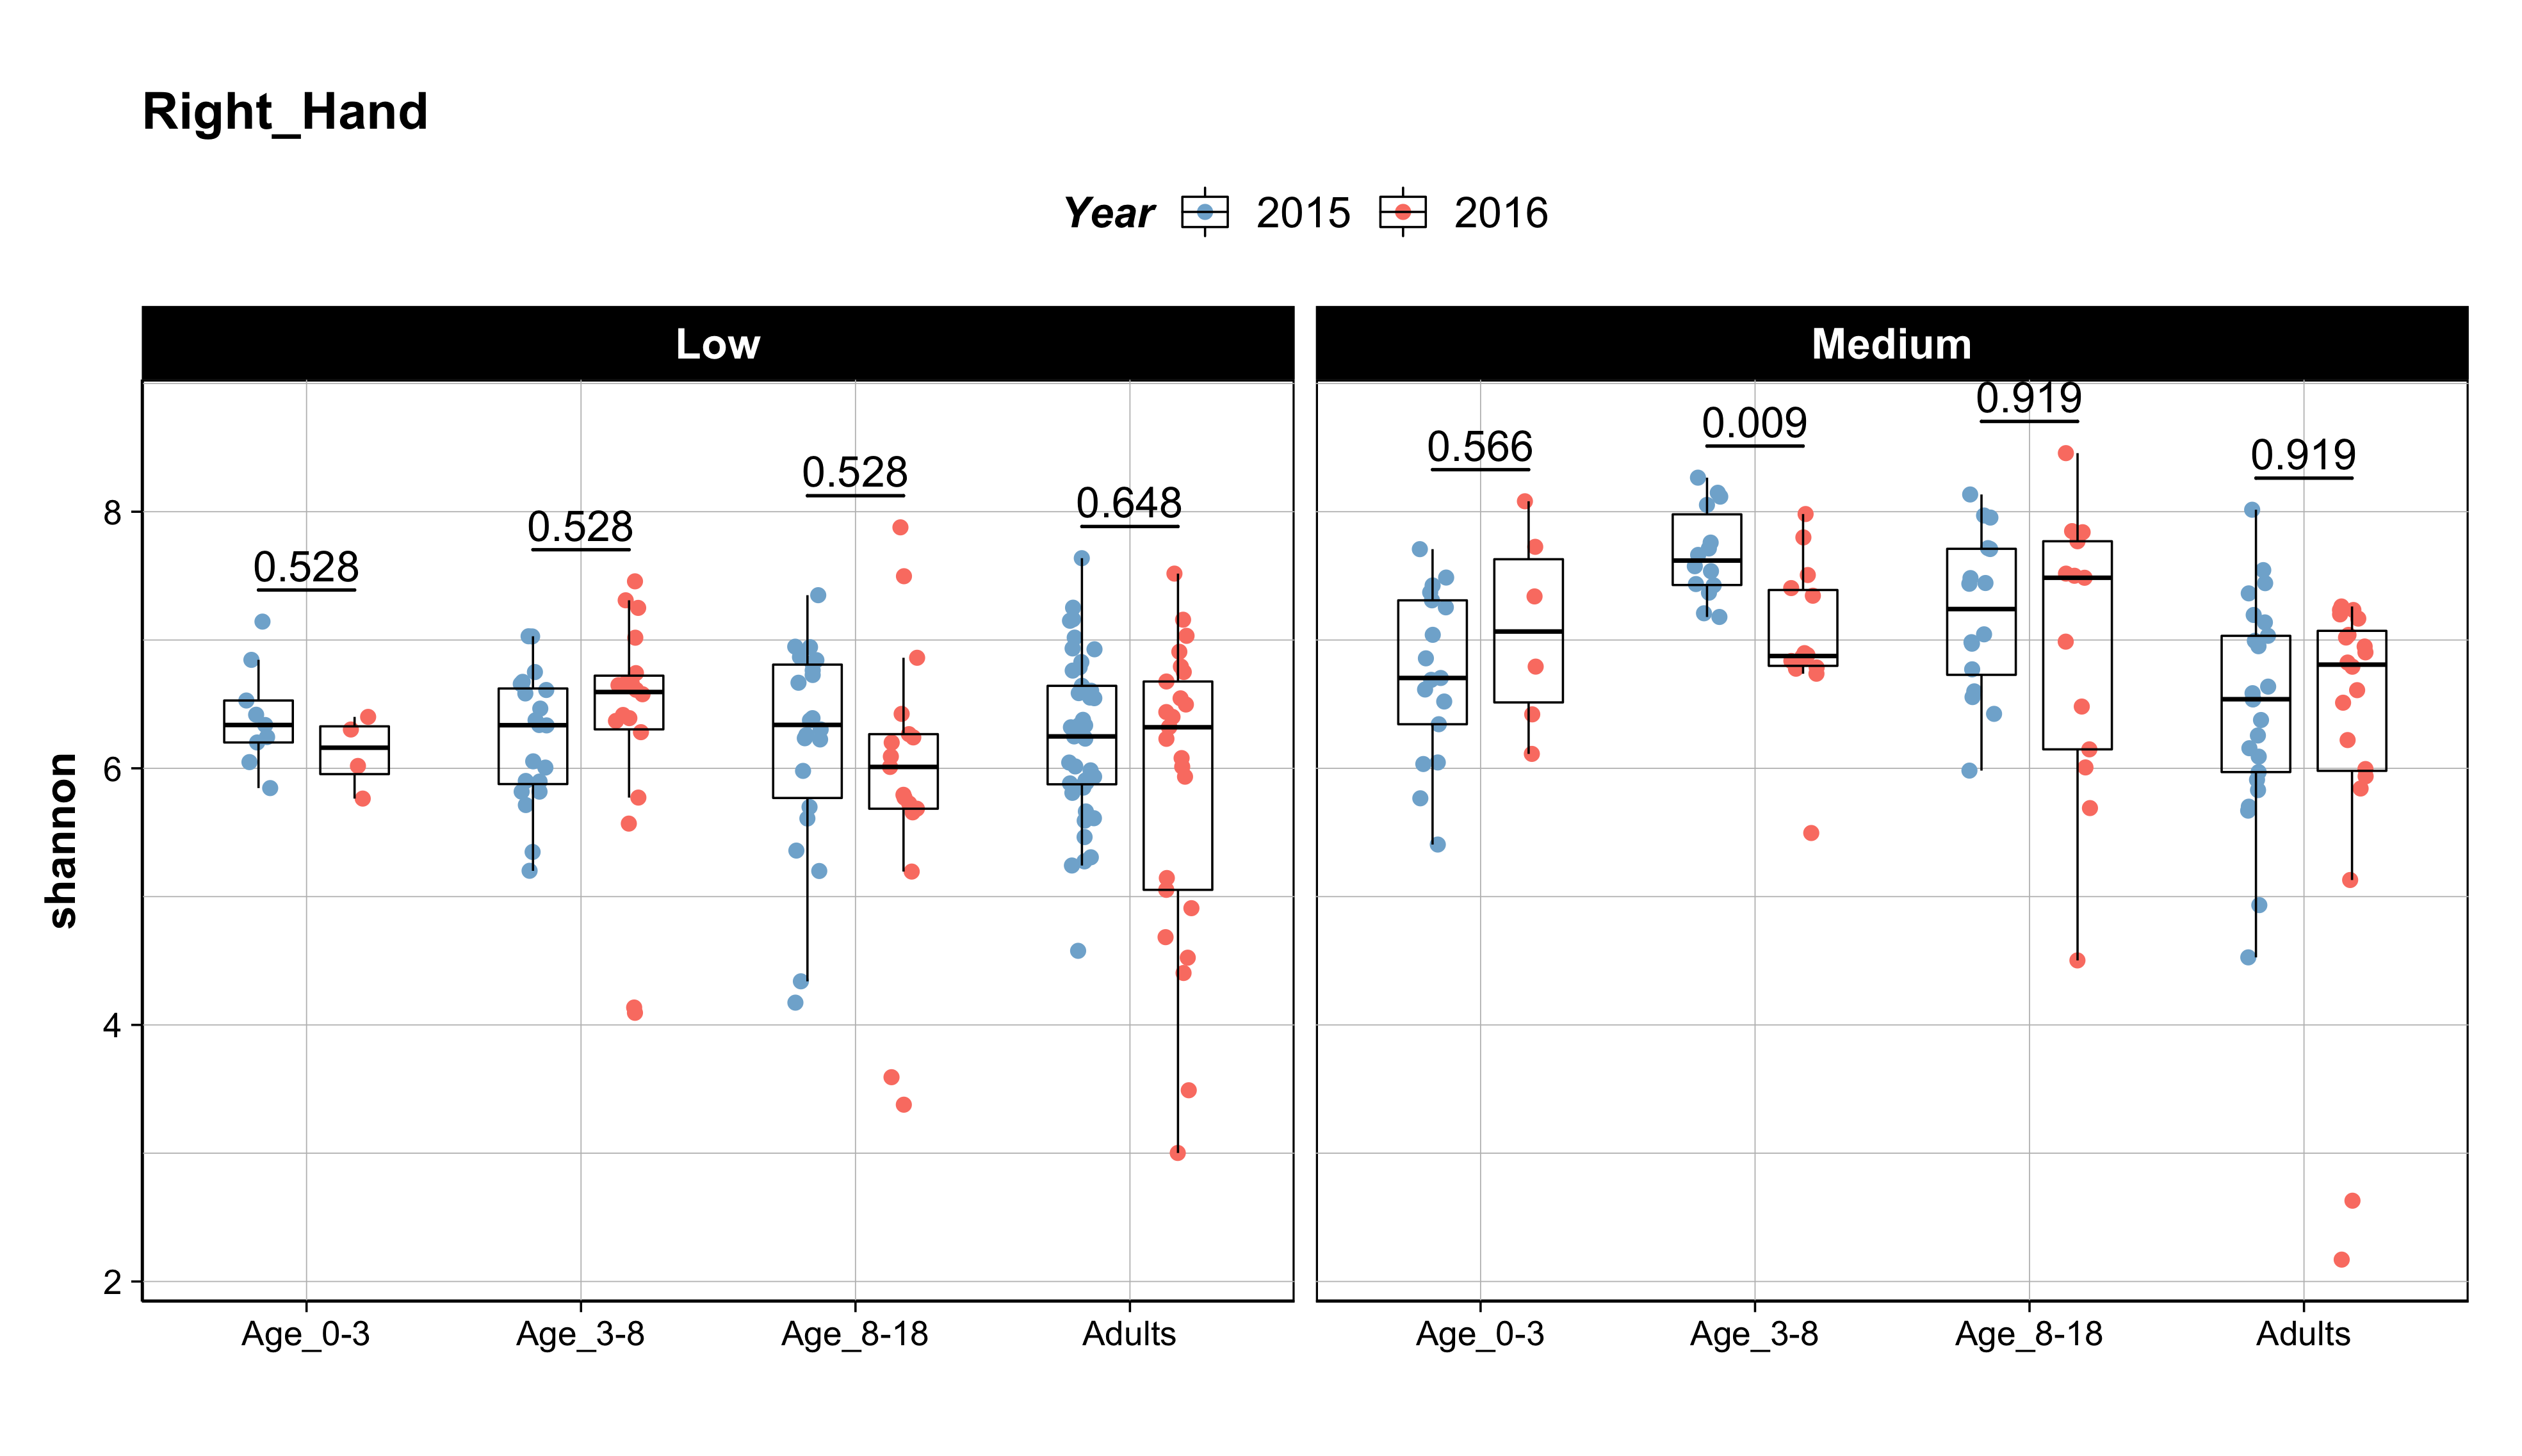 Right_Hand
Year 2015 2016
Low Medium
0.528 0.528 0.528 0.648 0.566 0.009 0.919 0.919
shannon
8
6
4
2
Age_0-3 Age_3-8 Age_8-18 Adults Age_0-3 Age_3-8 Age_8-18 Adults